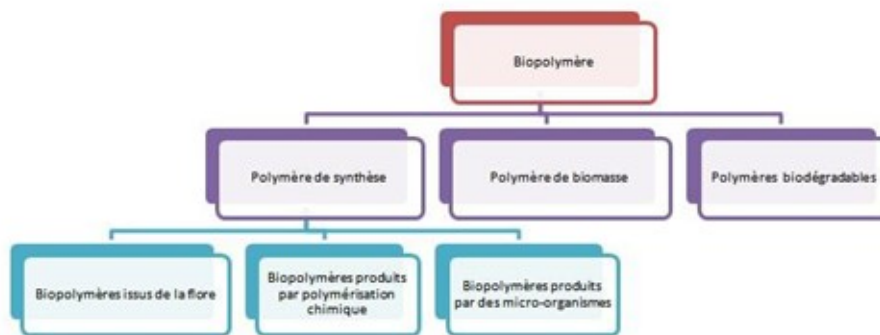 Biopolymère
Polymère de synthèse
Polymère de biomasse
Polymères biodégradables
Biopolymères issus de la flore
Biopolymères produits
par polymérisation
chimique
Biopolymères produits
par des micro-organismes